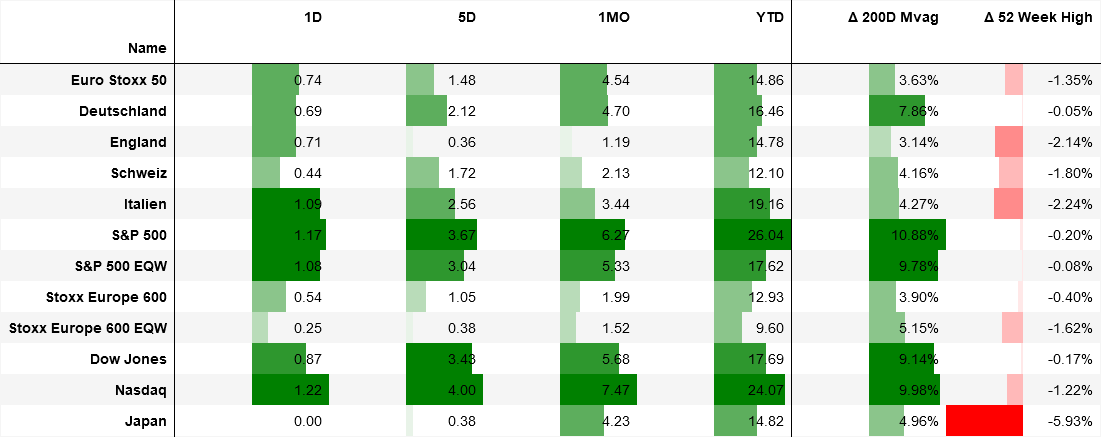 1D 5D 1MO YTD Δ 200D Mvag Δ 52 Week High
Name
Euro Stoxx 50 0.74 1.48 4.54 14.86 3.63% -1.35%
Deutschland 0.69 2.12 4.70 16.46 7.86% -0.05%
England 0.71 0.36 1.19 14.78 3.14% -2.14%
Schweiz 0.44 1.72 2.13 12.10 4.16% -1.80%
Italien 1.09 2.56 3.44 19.16 4.27% -2.24%
S&P 500 1.17 3.67 6.27 26.04 10.88% -0.20%
S&P 500 EQW 1.08 3.04 5.33 17.62 9.78% -0.08%
Stoxx Europe 600 0.54 1.05 1.99 12.93 3.90% -0.40%
Stoxx Europe 600 EQW 0.25 0.38 1.52 9.60 5.15% -1.62%
Dow Jones 0.87 3.43 5.68 17.69 9.14% -0.17%
Nasdaq 1.22 4.00 7.47 24.07 9.98% -1.22%
Japan 0.00 0.38 4.23 14.82 4.96% -5.93%